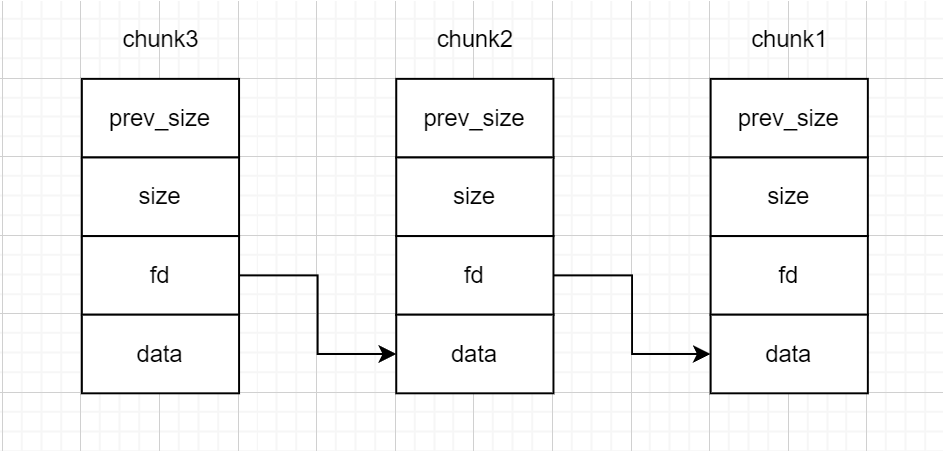 chunk3 chunk2 chunk1
prev_size prev_size prev_size
size size size
fd fd fd
data data data